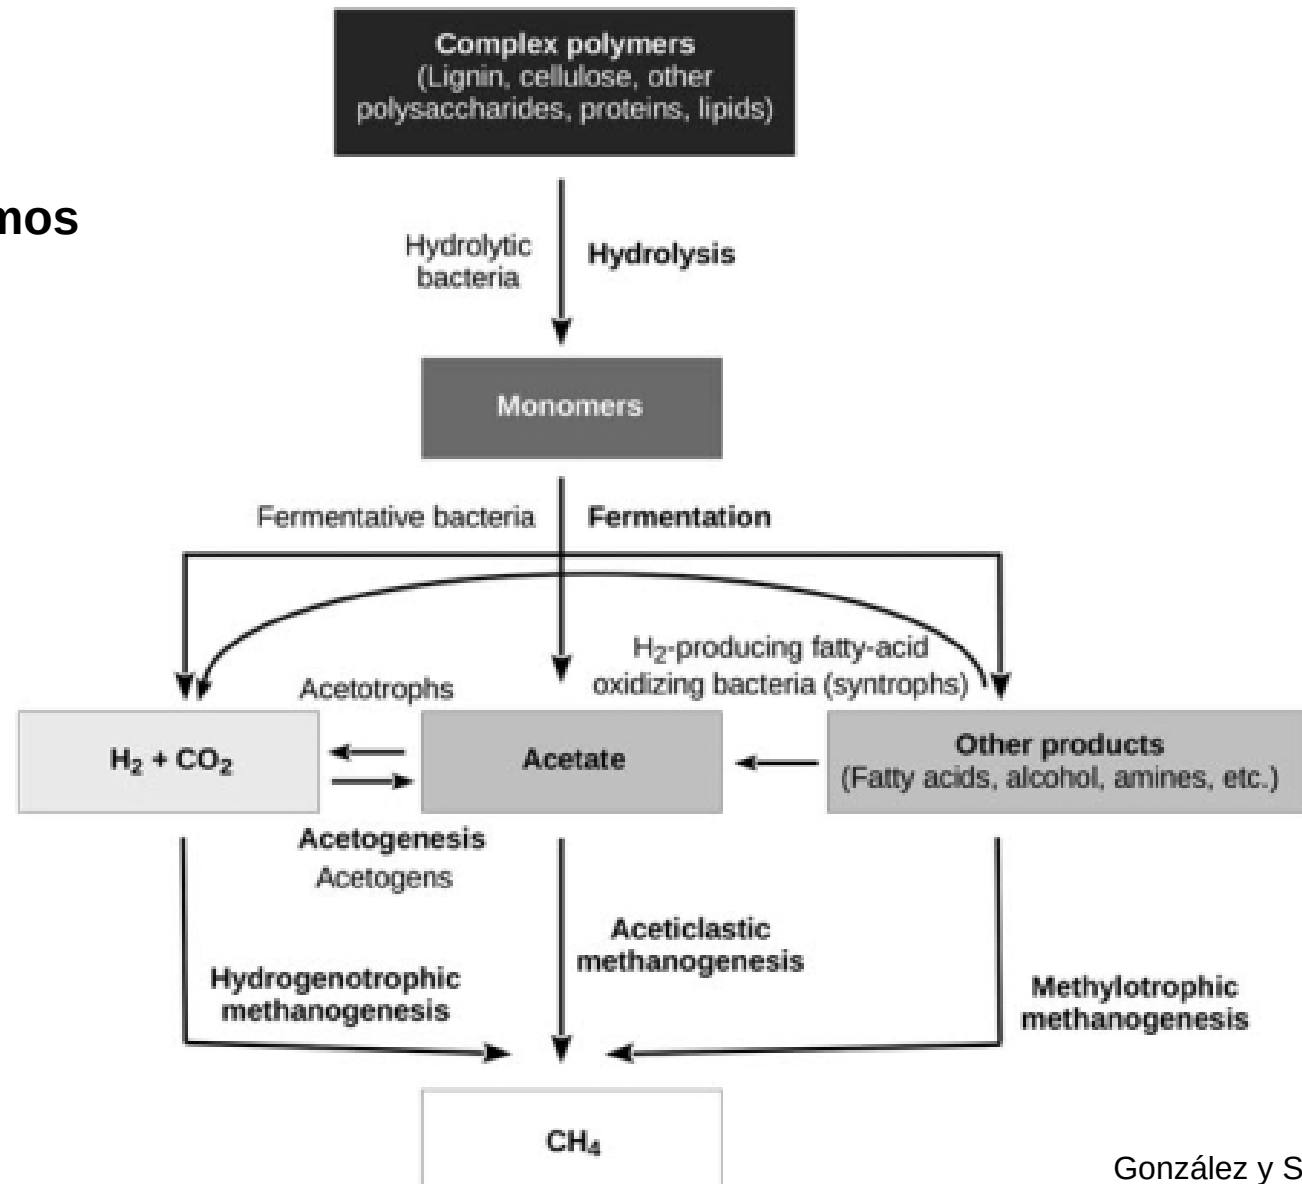 Complex polymers
(Lignin, cellulose, other
polysaccharides, proteins, lipids)
mos
Hydrolytic
bacteria
Hydrolysis
Monomers
Fermentative bacteria
Fermentation
H₂-producing fatty-acid
oxidizing bacteria (syntrophs)
Acetotrophs
H₂ + CO₂
Acetate
Other products
(Fatty acids, alcohol, amines, etc.)
Acetogenesis
Acetogens
Aceticlastic
methanogenesis
Hydrogenotrophic
methanogenesis
Methylotrophic
methanogenesis
CH₄
González y S